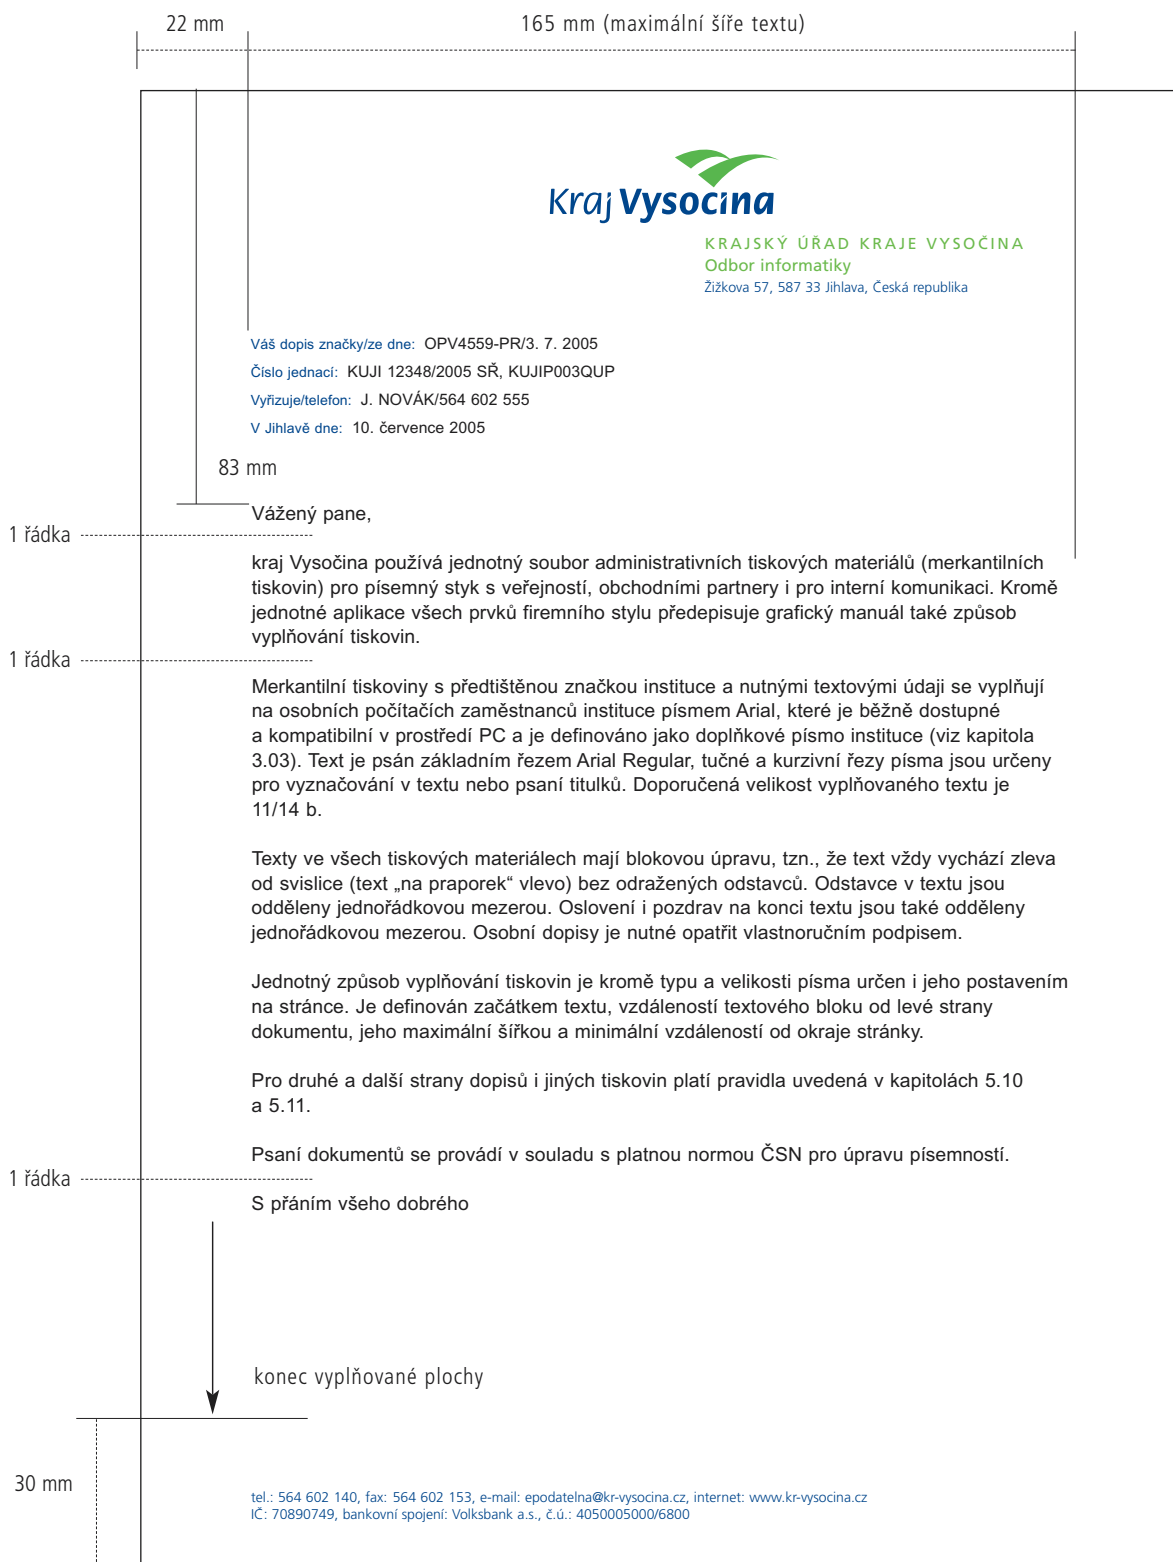 22 mm
165 mm (maximální šíře textu)
Kraj Vysočina
KRAJSKÝ ÚŘAD KRAJE VYSOČINA
Odbor informatiky
Žižkova 57, 587 33 Jihlava, Česká republika
Váš dopis značky/ze dne: OPV4559-PR/3. 7. 2005
Číslo jednací: KUJI 12348/2005 SŘ, KUJIP003QUP
Vyřizuje/telefon: J. NOVÁK/564 602 555
V Jihlavě dne: 10. července 2005
83 mm
Vážený pane,
1 řádka
kraj Vysočina používá jednotný soubor administrativních tiskových materiálů (merkantilních
tiskovin) pro písemný styk s veřejností, obchodními partnery i pro interní komunikaci. Kromě
jednotné aplikace všech prvků firemního stylu předepisuje grafický manuál také způsob
vyplňování tiskovin.
1 řádka
Merkantilní tiskoviny s předtištěnou značkou instituce a nutnými textovými údaji se vyplňují
na osobních počítačích zaměstnanců instituce písmem Arial, které je běžně dostupné
a kompatibilní v prostředí PC a je definováno jako doplňkové písmo instituce (viz kapitola
3.03). Text je psán základním řezem Arial Regular, tučné a kurzivní řezy písma jsou určeny
pro vyznačování v textu nebo psaní titulků. Doporučená velikost vyplňovaného textu je
11/14 b.
Texty ve všech tiskových materiálech mají blokovou úpravu, tzn., že text vždy vychází zleva
od svislice (text „na praporek“ vlevo) bez odražených odstavců. Odstavce v textu jsou
odděleny jednořádkovou mezerou. Oslovení i pozdrav na konci textu jsou také odděleny
jednořádkovou mezerou. Osobní dopisy je nutné opatřit vlastnoručním podpisem.
Jednotný způsob vyplňování tiskovin je kromě typu a velikosti písma určen i jeho postavením
na stránce. Je definován začátkem textu, vzdáleností textového bloku od levé strany
dokumentu, jeho maximální šířkou a minimální vzdáleností od okraje stránky.
Pro druhé a další strany dopisů i jiných tiskovin platí pravidla uvedená v kapitolách 5.10
a 5.11.
Psaní dokumentů se provádí v souladu s platnou normou ČSN pro úpravu písemností.
1 řádka
S přáním všeho dobrého
konec vyplňované plochy
30 mm
tel.: 564 602 140, fax: 564 602 153, e-mail: epodatelna@kr-vysocina.cz, internet: www.kr-vysocina.cz
IČ: 70890749, bankovní spojení: Volksbank a.s., č.ú.: 4050005000/6800